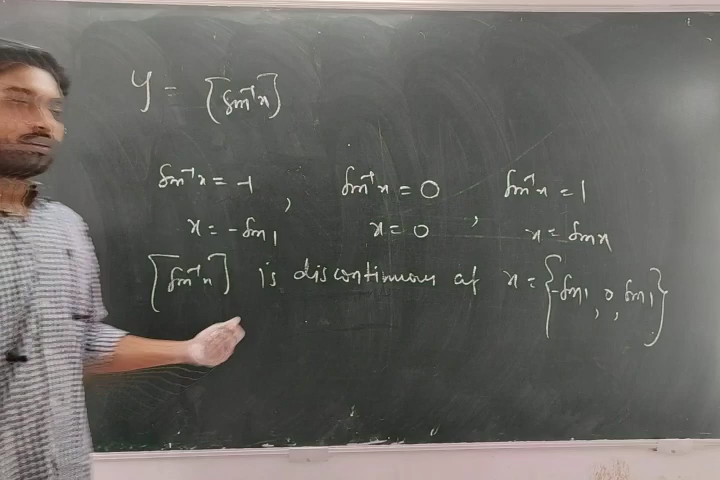 y = [sin⁻¹x]
sin⁻¹x = -1 , sin⁻¹x = 0 , sin⁻¹x = 1
x = -sin1 x = 0 x = sinx
[sin⁻¹x] is discontinuous at x = {-sin1, 0, sin1}